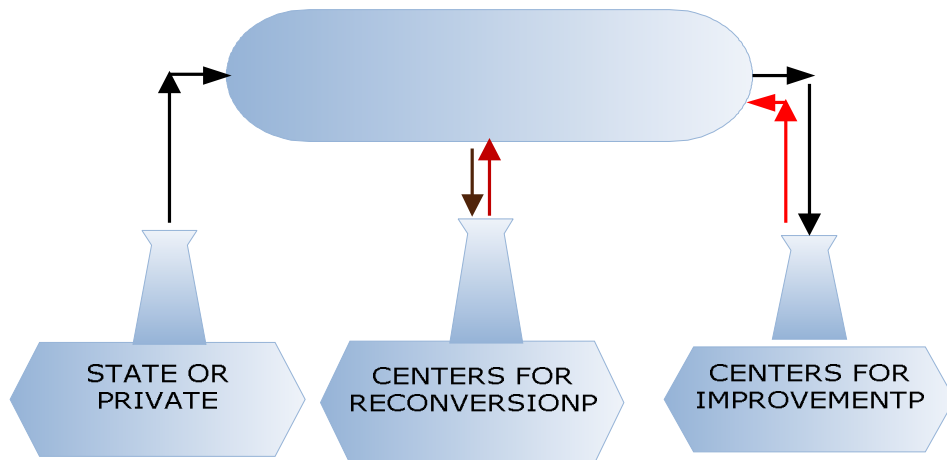 STATE OR
PRIVATE
CENTERS FOR
RECONVERSIONP
CENTERS FOR
IMPROVEMENTP